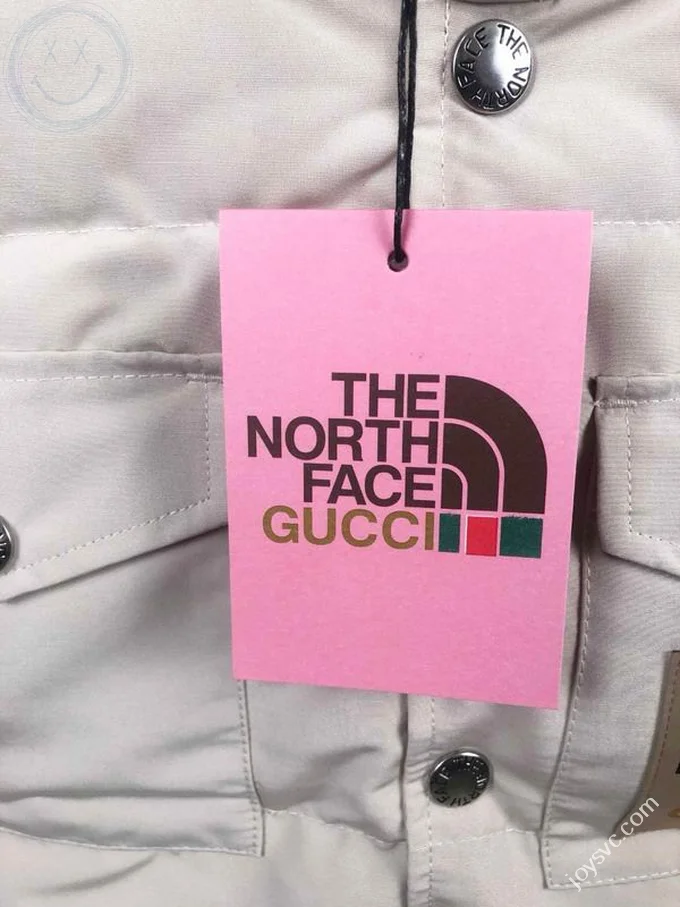 THE NORTH FACE
THE
NORTH
FACE
GUCCI
THE NORTH FACE
joysvc.com